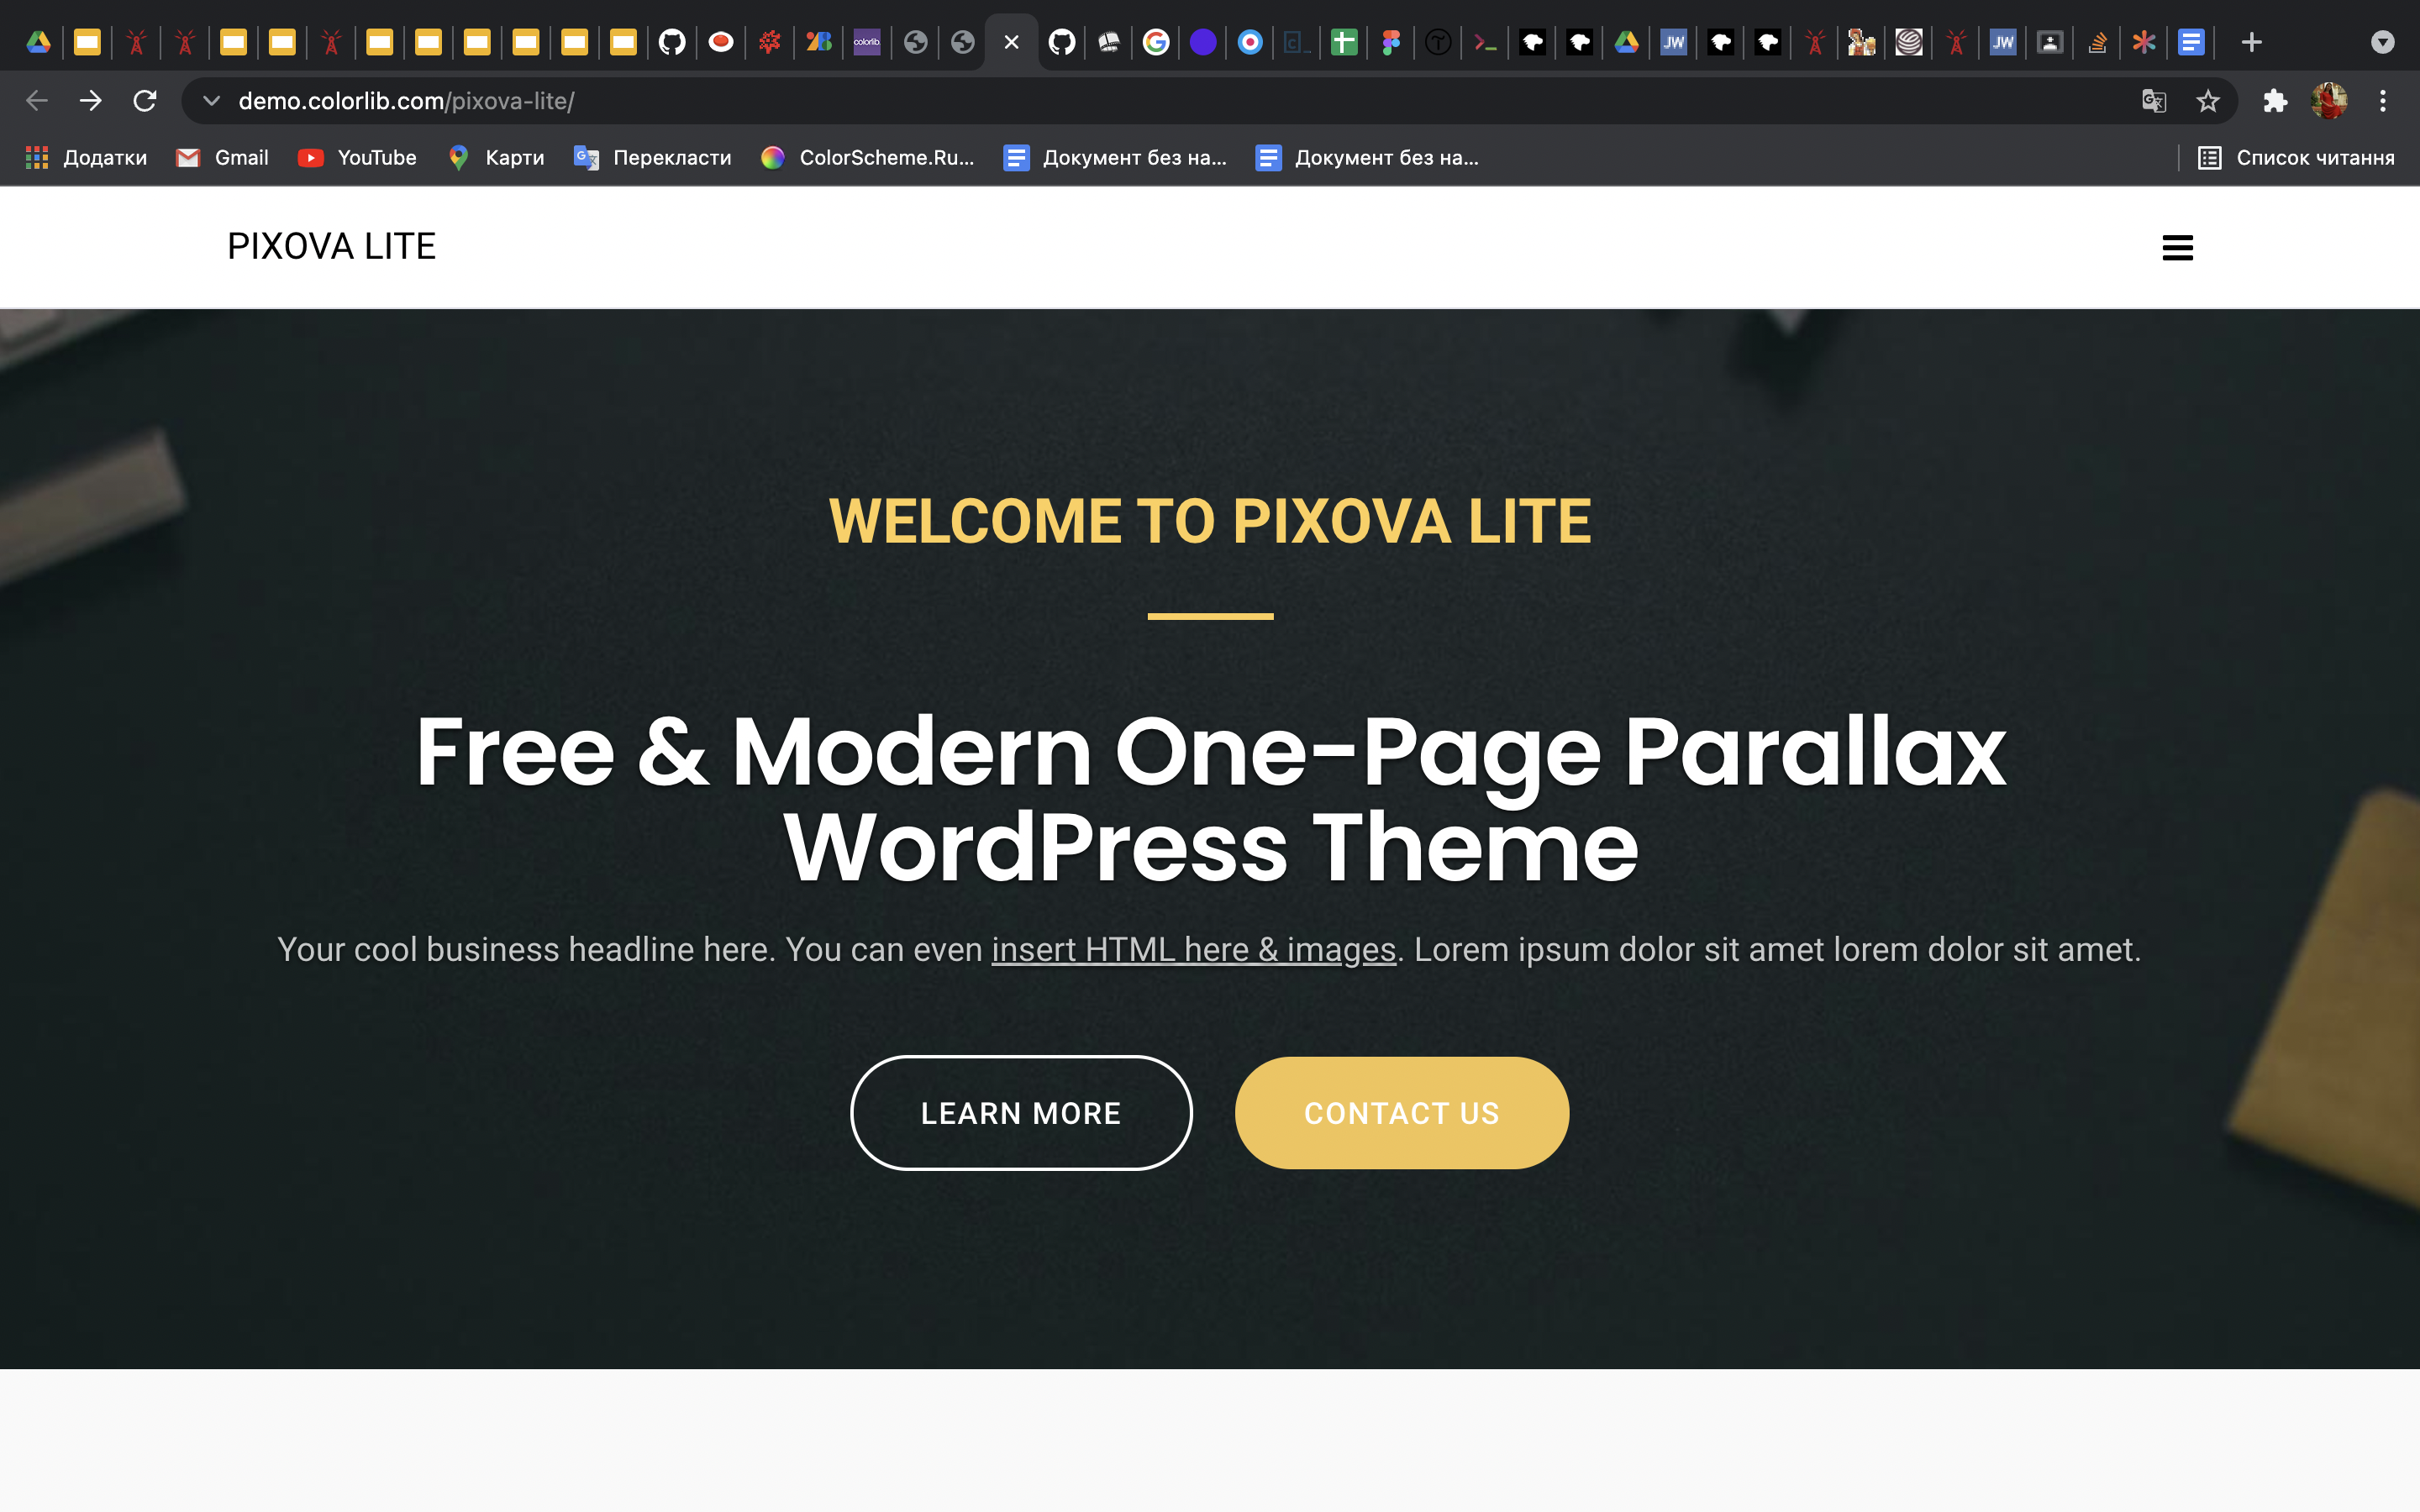 colorlib.
JW
JW
demo.colorlib.com/pixova-lite/
Додатки Gmail YouTube Карти Перекласти ColorScheme.Ru... Документ без на... Документ без на... Список читання
PIXOVA LITE
WELCOME TO PIXOVA LITE
Free & Modern One-Page Parallax
WordPress Theme
Your cool business headline here. You can even insert HTML here & images. Lorem ipsum dolor sit amet lorem dolor sit amet.
LEARN MORE CONTACT US